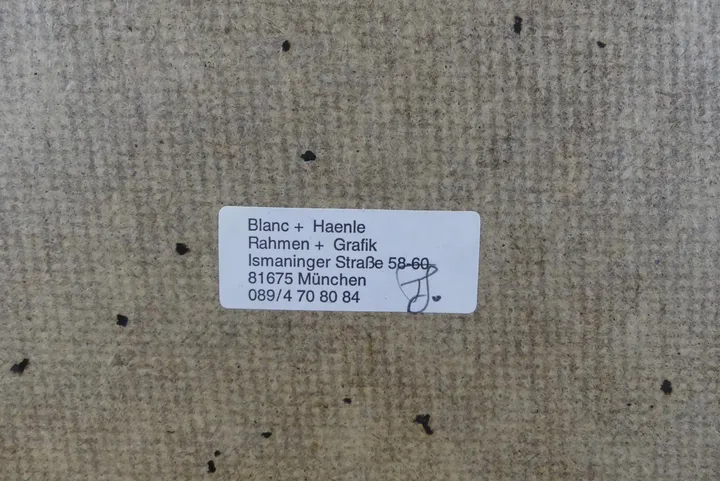 Blanc + Haenle
Rahmen + Grafik
Ismaninger Straße 58-60
81675 München
089/4 70 80 84